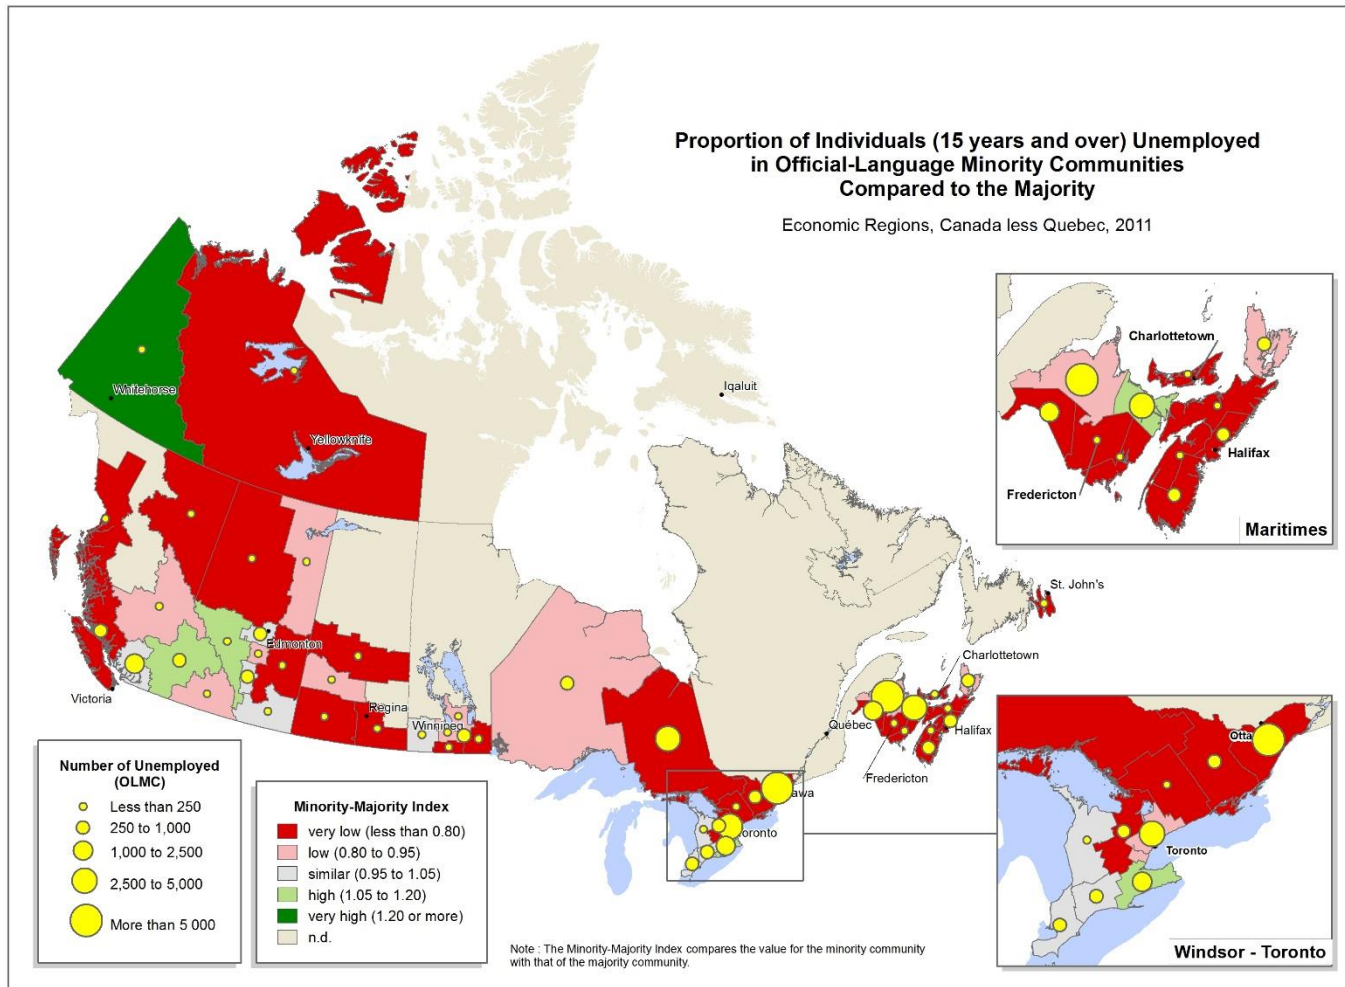 Proportion of Individuals (15 years and over) Unemployed
in Official-Language Minority Communities
Compared to the Majority
Economic Regions, Canada less Quebec, 2011
Charlottetown
Halifax
Fredericton
Maritimes
Iqaluit
Whitehorse
Yellowknife
St. John's
Edmonton
Charlottetown
Victoria
Regina
Winnipeg
Québec
Halifax
Fredericton
awa
oronto
Otta
Toronto
Windsor - Toronto
Number of Unemployed
(OLMC)
Less than 250
250 to 1,000
1,000 to 2,500
2,500 to 5,000
More than 5 000
Minority-Majority Index
very low (less than 0.80)
low (0.80 to 0.95)
similar (0.95 to 1.05)
high (1.05 to 1.20)
very high (1.20 or more)
n.d.
Note : The Minority-Majority Index compares the value for the minority community
with that of the majority community.